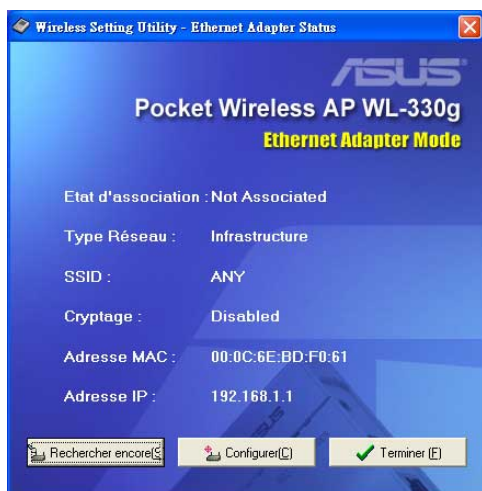 Wireless Setting Utility - Ethernet Adapter Status
ASUS
Pocket Wireless AP WL-330g
Ethernet Adapter Mode
Etat d'association : Not Associated
Type Réseau : Infrastructure
SSID : ANY
Cryptage : Disabled
Adresse MAC : 00:0C:6E:BD:F0:61
Adresse IP : 192.168.1.1
Rechercher encore(S Configurer(C) Terminer (F)